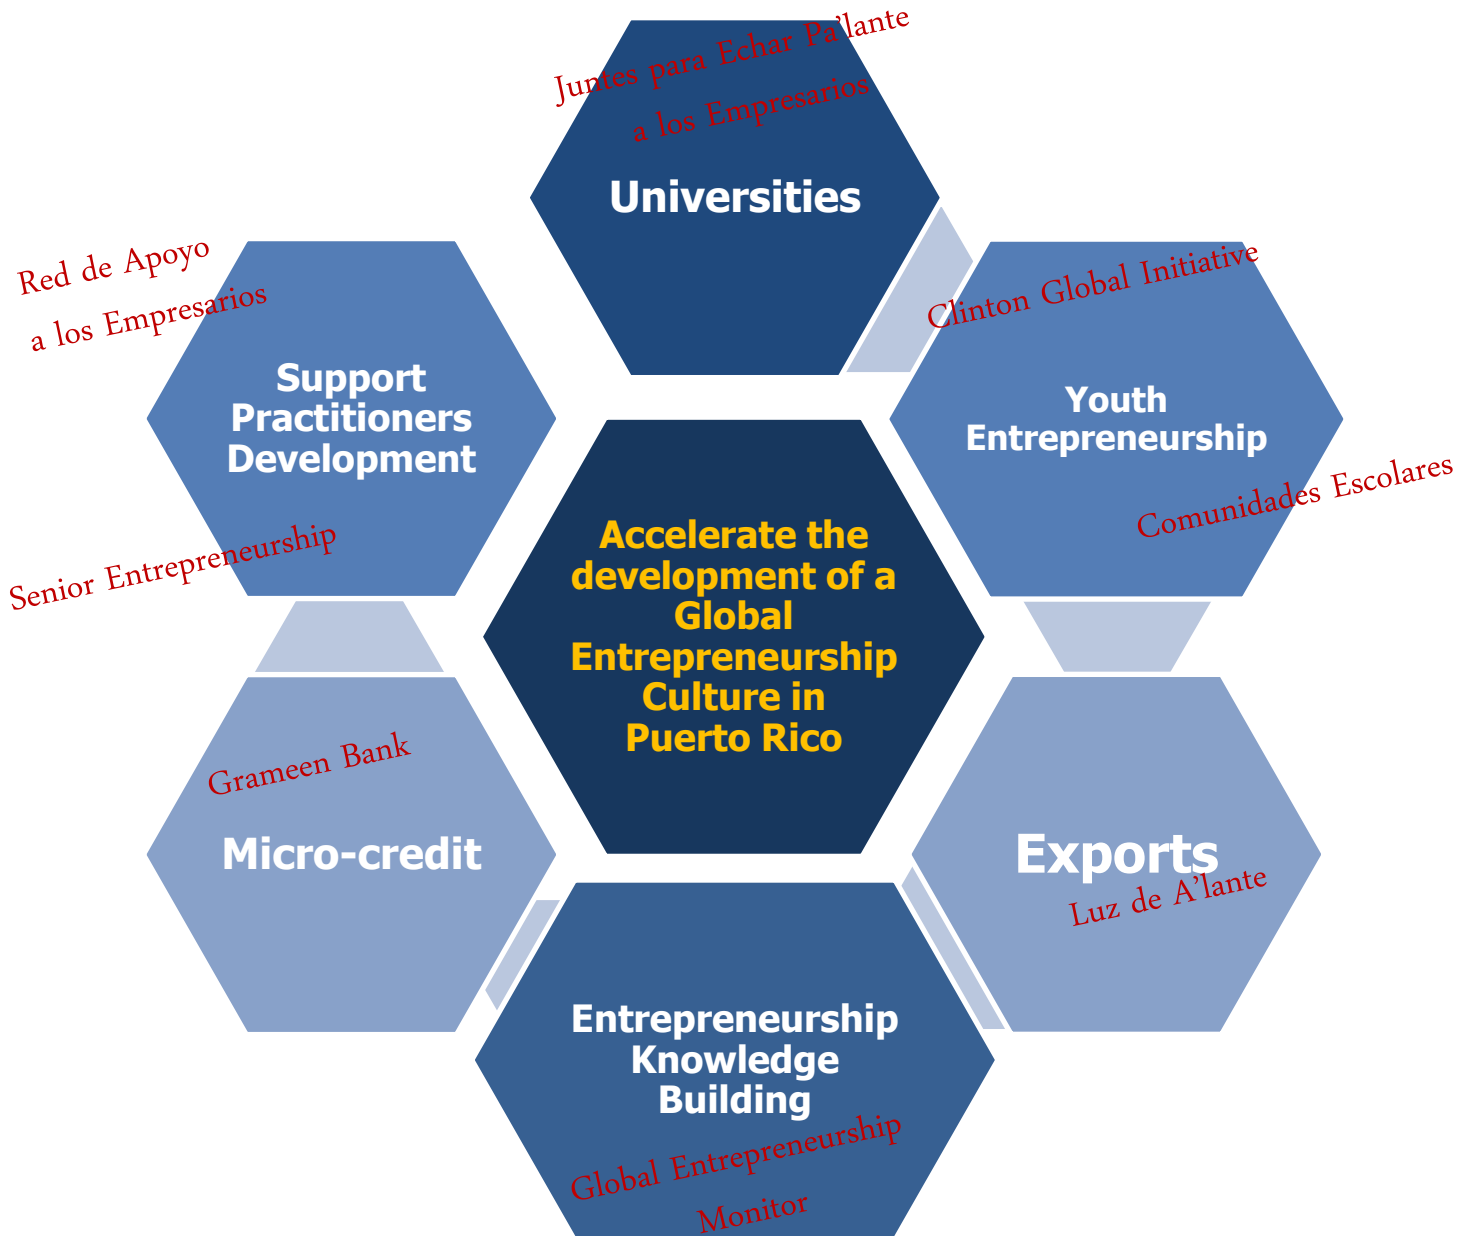 Juntes para Echar Pa'lante
a los Empresarios
Universities
Red de Apoyo
a los Empresarios
Support
Practitioners
Development
Senior Entrepreneurship
Clinton Global Initiative
Youth
Entrepreneurship
Comunidades Escolares
Accelerate the
development of a
Global
Entrepreneurship
Culture in
Puerto Rico
Grameen Bank
Micro-credit
Exports
Luz de A'lante
Entrepreneurship
Knowledge
Building
Global Entrepreneurship
Monitor